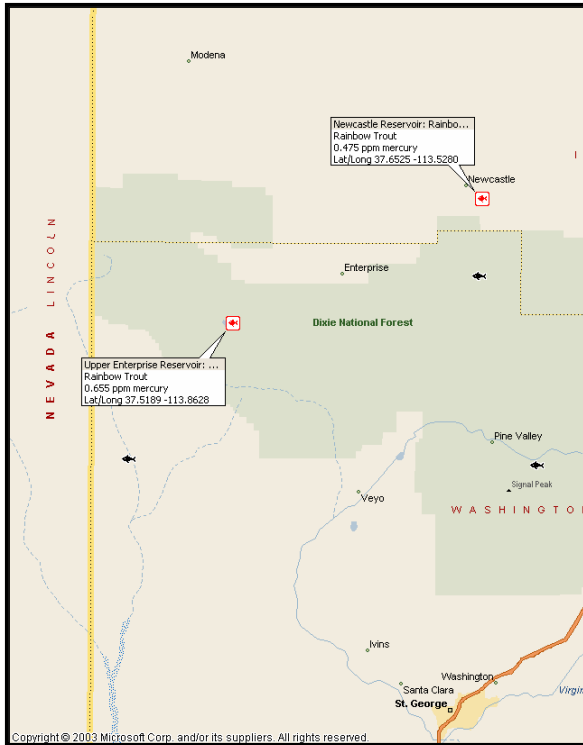 Modena
Newcastle Reservoir: Rainbo...
Rainbow Trout
0.475 ppm mercury
Lat/Long 37.6525 -113.5280
Newcastle
I
NEVADA LINCOLN
Enterprise
Dixie National Forest
Upper Enterprise Reservoir: ...
Rainbow Trout
0.655 ppm mercury
Lat/Long 37.5189 -113.8628
Pine Valley
Signal Peak
Veyo
WASHINGTON
Ivins
Washington
Santa Clara
St. George
Virgin
Copyright © 2003 Microsoft Corp. and/or its suppliers. All rights reserved.